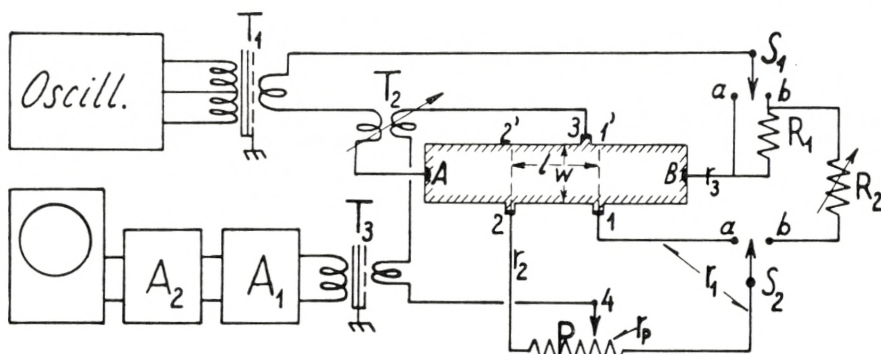 T1
S1
Oscill.
T2
a
b
2'
3
1'
R1
A
l
W
B
r3
R2
2
1
a
b
T3
r2
r1
S2
A2
A1
4
P
rp